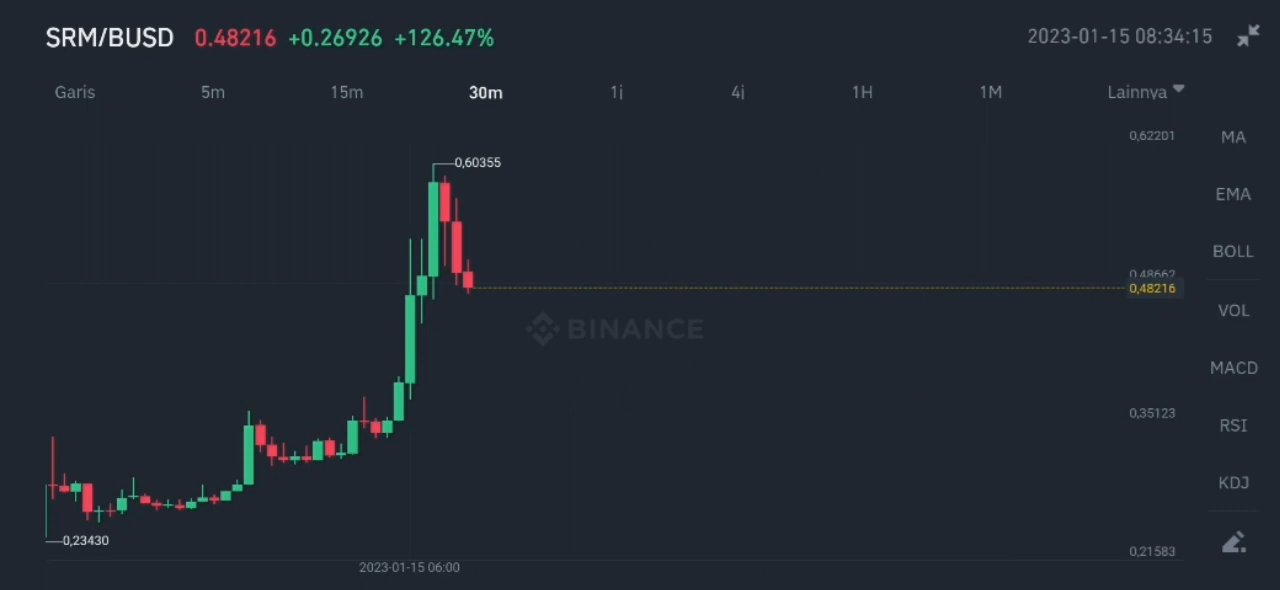 SRM/BUSD 0.48216 +0.26926 +126.47% 2023-01-15 08:34:15
Garis 5m 15m 30m 1j 4j 1H 1M Lainnya
0,62201 MA
0,60355
EMA
BOLL
0,48662
0,48216
VOL
BINANCE
MACD
0,35123
RSI
KDJ
0,23430
0,21583
2023-01-15 06:00